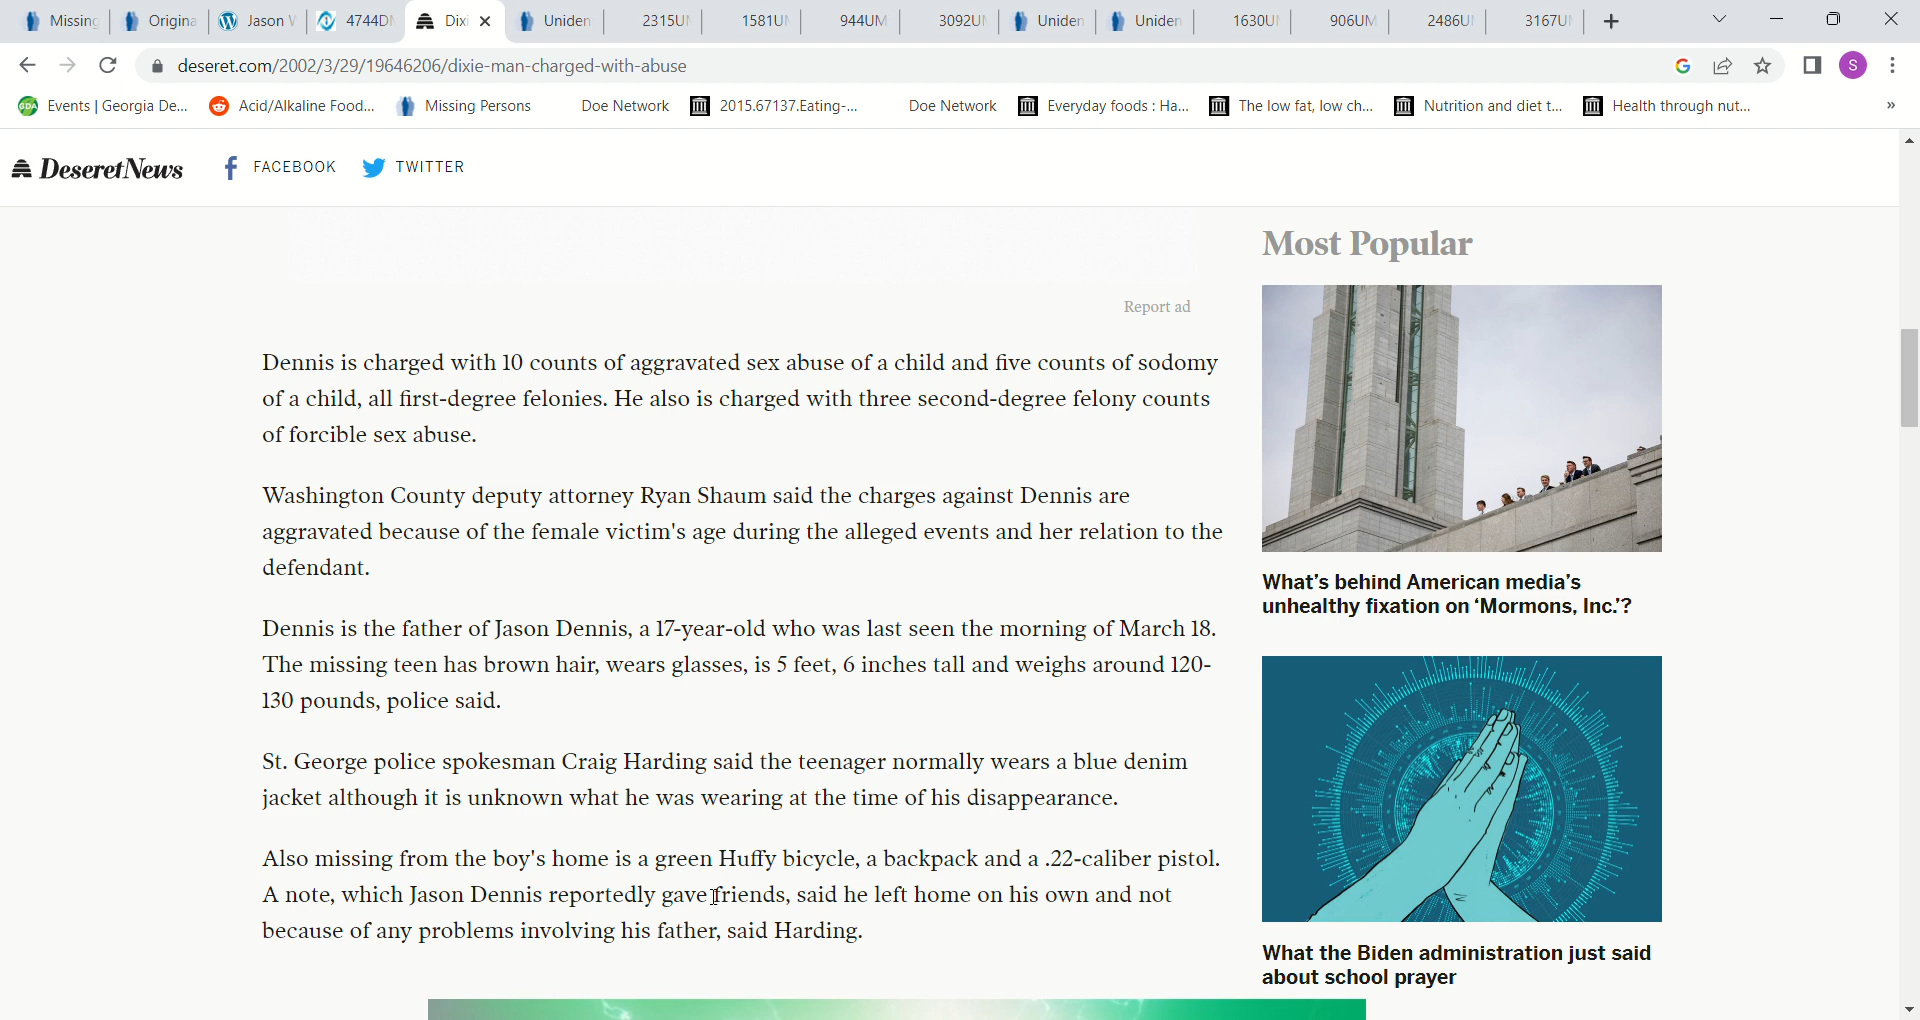 Missing
Origina
Jason W
4744D
Dixi
Uniden
2315U
1581U
944UM
3092U
Uniden
Uniden
1630U
906UM
2486U
3167U
deseret.com/2002/3/29/19646206/dixie-man-charged-with-abuse
S
GDA Events | Georgia De...
Acid/Alkaline Food...
Missing Persons
Doe Network
2015.67137.Eating-...
Doe Network
Everyday foods : Ha...
The low fat, low ch...
Nutrition and diet t...
Health through nut...
»
Deseret News
FACEBOOK
TWITTER
Report ad
Dennis is charged with 10 counts of aggravated sex abuse of a child and five counts of sodomy
of a child, all first-degree felonies. He also is charged with three second-degree felony counts
of forcible sex abuse.
Washington County deputy attorney Ryan Shaum said the charges against Dennis are
aggravated because of the female victim's age during the alleged events and her relation to the
defendant.
Dennis is the father of Jason Dennis, a 17-year-old who was last seen the morning of March 18.
The missing teen has brown hair, wears glasses, is 5 feet, 6 inches tall and weighs around 120-
130 pounds, police said.
St. George police spokesman Craig Harding said the teenager normally wears a blue denim
jacket although it is unknown what he was wearing at the time of his disappearance.
Also missing from the boy's home is a green Huffy bicycle, a backpack and a .22-caliber pistol.
A note, which Jason Dennis reportedly gave friends, said he left home on his own and not
because of any problems involving his father, said Harding.
Most Popular
What's behind American media's
unhealthy fixation on ‘Mormons, Inc.’?
What the Biden administration just said
about school prayer